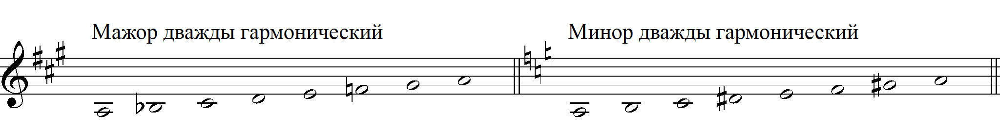 Мажор дважды гармонический
Минор дважды гармонический